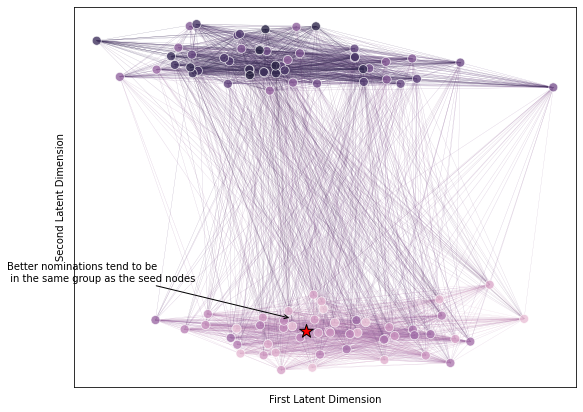 Second Latent Dimension
Better nominations tend to be
in the same group as the seed nodes
First Latent Dimension